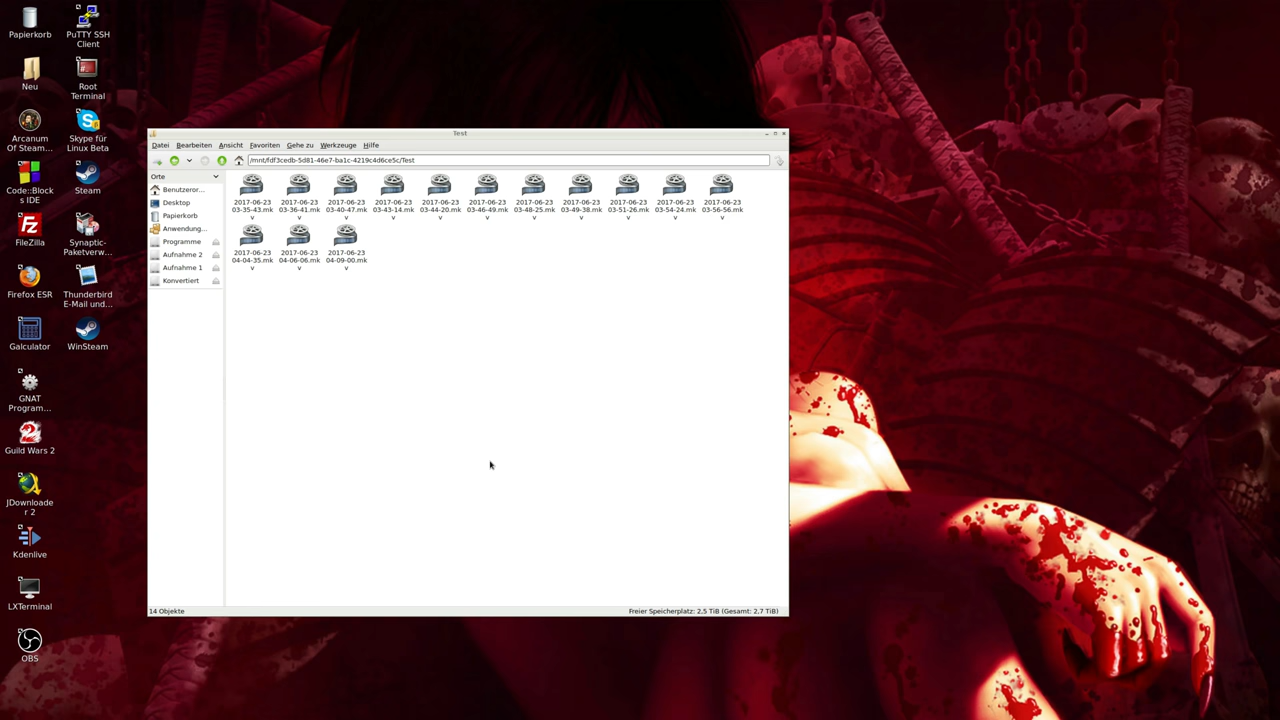 Papierkorb
PuTTY SSH
Client
Neu
Root
Terminal
Arcanum
Of Steam...
Skype für
Linux Beta
Code::Block
s IDE
Steam
FileZilla
Synaptic-
Paketverw...
Firefox ESR
Thunderbird
E-Mail und...
Galculator
WinSteam
GNAT
Program...
Guild Wars 2
JDownloade
r 2
Kdenlive
LXTerminal
OBS
Test
Datei Bearbeiten Ansicht Favoriten Gehe zu Werkzeuge Hilfe
/mnt/fdf3cedb-5d81-46e7-ba1c-4219c4d6ce5c/Test
Orte
Benutzeror...
Desktop
Papierkorb
Anwendung...
Programme
Aufnahme 2
Aufnahme 1
Konvertiert
2017-06-23
03-35-43.mk
v
2017-06-23
03-36-41.mk
v
2017-06-23
03-40-47.mk
v
2017-06-23
03-43-14.mk
v
2017-06-23
03-44-20.mk
v
2017-06-23
03-46-49.mk
v
2017-06-23
03-48-25.mk
v
2017-06-23
03-49-38.mk
v
2017-06-23
03-51-26.mk
v
2017-06-23
03-54-24.mk
v
2017-06-23
03-56-56.mk
v
2017-06-23
04-04-35.mk
v
2017-06-23
04-06-06.mk
v
2017-06-23
04-09-00.mk
v
14 Objekte
Freier Speicherplatz: 2,5 TiB (Gesamt: 2,7 TiB)